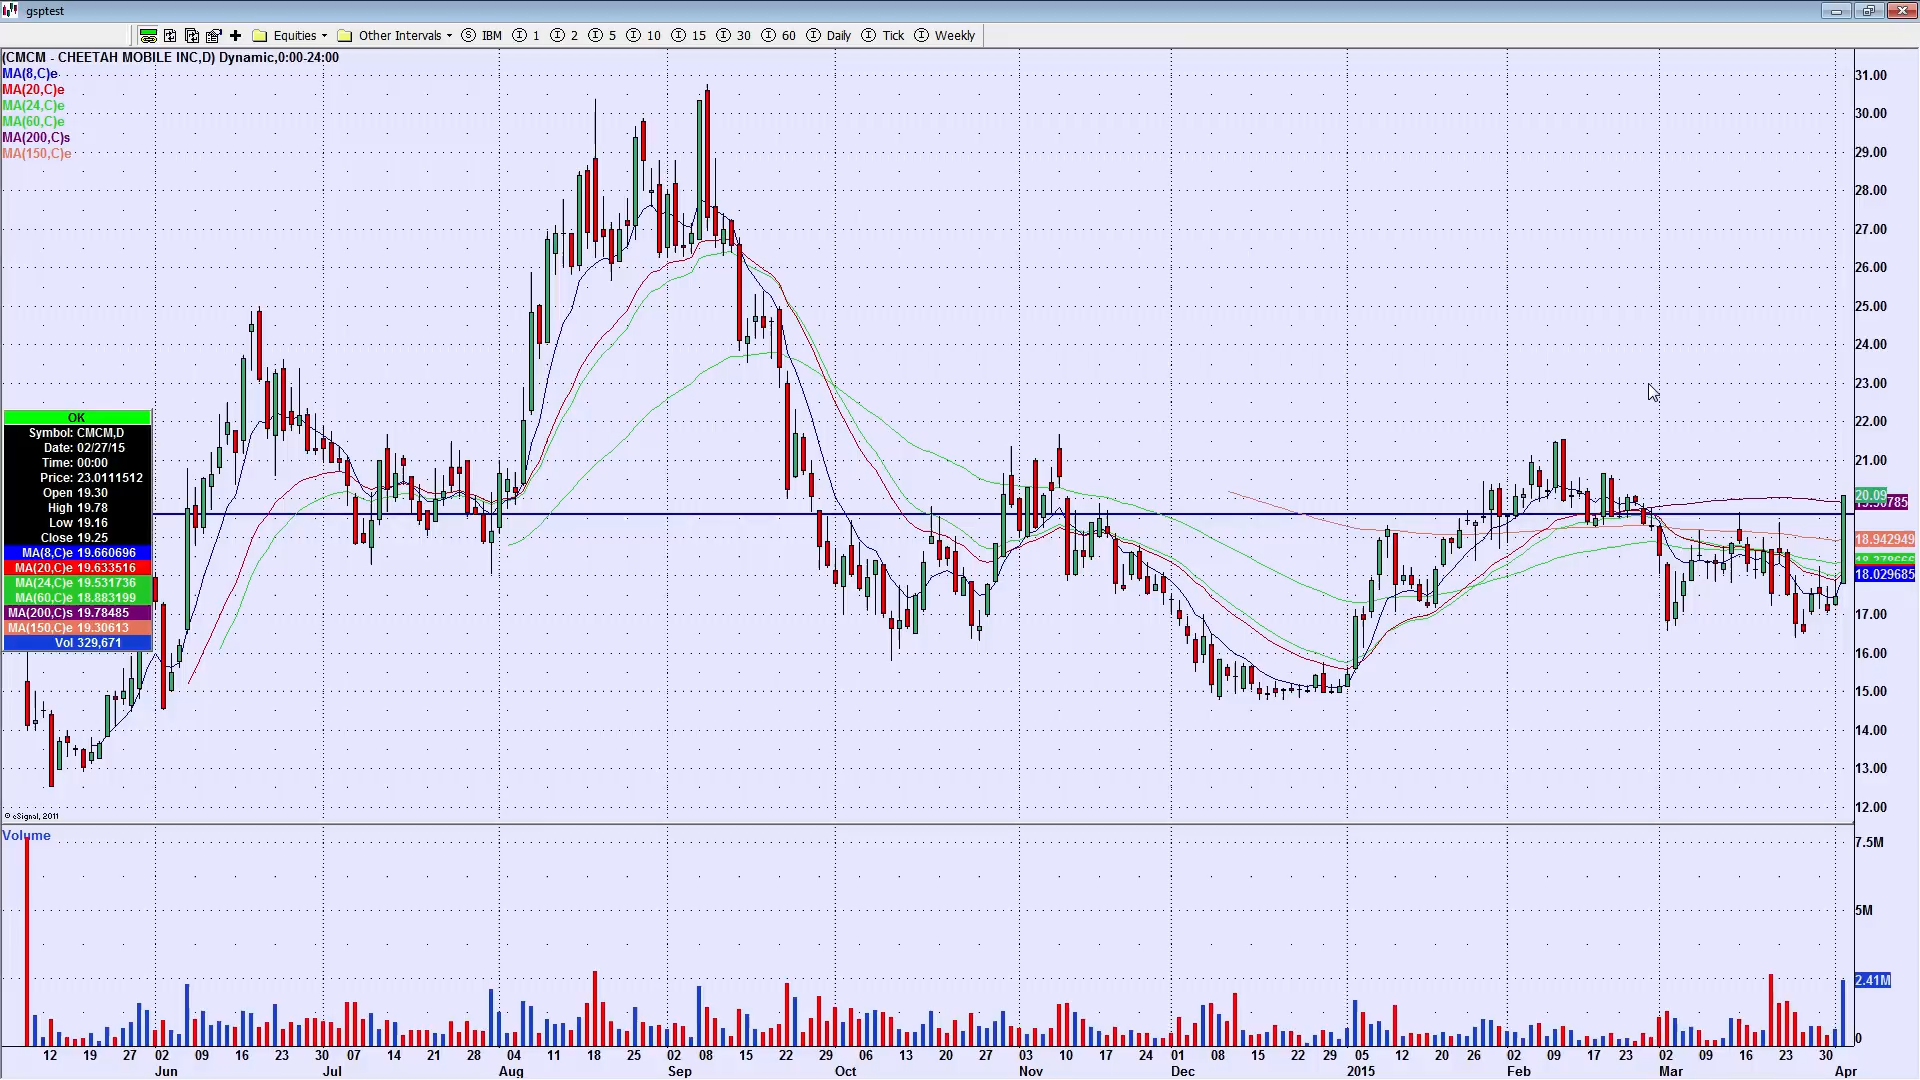 gsptest
Equities Other Intervals IBM 1 2 5 10 15 30 60 Daily Tick Weekly
(CMCM - CHEETAH MOBILE INC,D) Dynamic,0:00-24:00
MA(8,C)e
MA(20,C)e
MA(24,C)e
MA(60,C)e
MA(200,C)s
MA(150,C)e
31.00
30.00
29.00
28.00
27.00
26.00
25.00
24.00
23.00
22.00
21.00
20.09
18.942949
18.029685
17.00
16.00
15.00
14.00
13.00
12.00
OK
Symbol: CMCM,D
Date: 02/27/15
Time: 00:00
Price: 23.0111512
Open 19.30
High 19.78
Low 19.16
Close 19.25
MA(8,C)e 19.660696
MA(20,C)e 19.633516
MA(24,C)e 19.531736
MA(60,C)e 18.883199
MA(200,C)s 19.78485
MA(150,C)e 19.30613
Vol 329,671
© eSignal, 2011
Volume
7.5M
5M
2.41M
0
12 19 27 02 09 16 23 30 07 14 21 28 04 11 18 25 02 08 15 22 29 06 13 20 27 03 10 17 24 01 08 15 22 29 05 12 20 26 02 09 17 23 02 09 16 23 30
Jun Jul Aug Sep Oct Nov Dec 2015 Feb Mar Apr